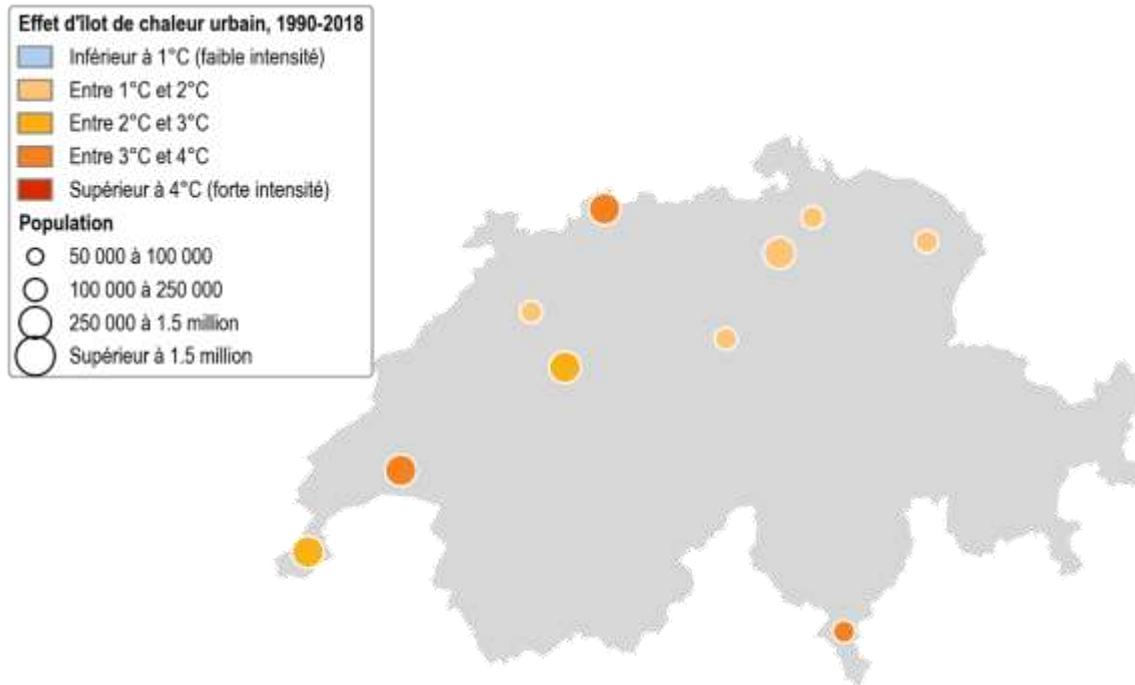 Effet d'îlot de chaleur urbain, 1990-2018
Inférieur à 1°C (faible intensité)
Entre 1°C et 2°C
Entre 2°C et 3°C
Entre 3°C et 4°C
Supérieur à 4°C (forte intensité)
Population
50 000 à 100 000
100 000 à 250 000
250 000 à 1.5 million
Supérieur à 1.5 million